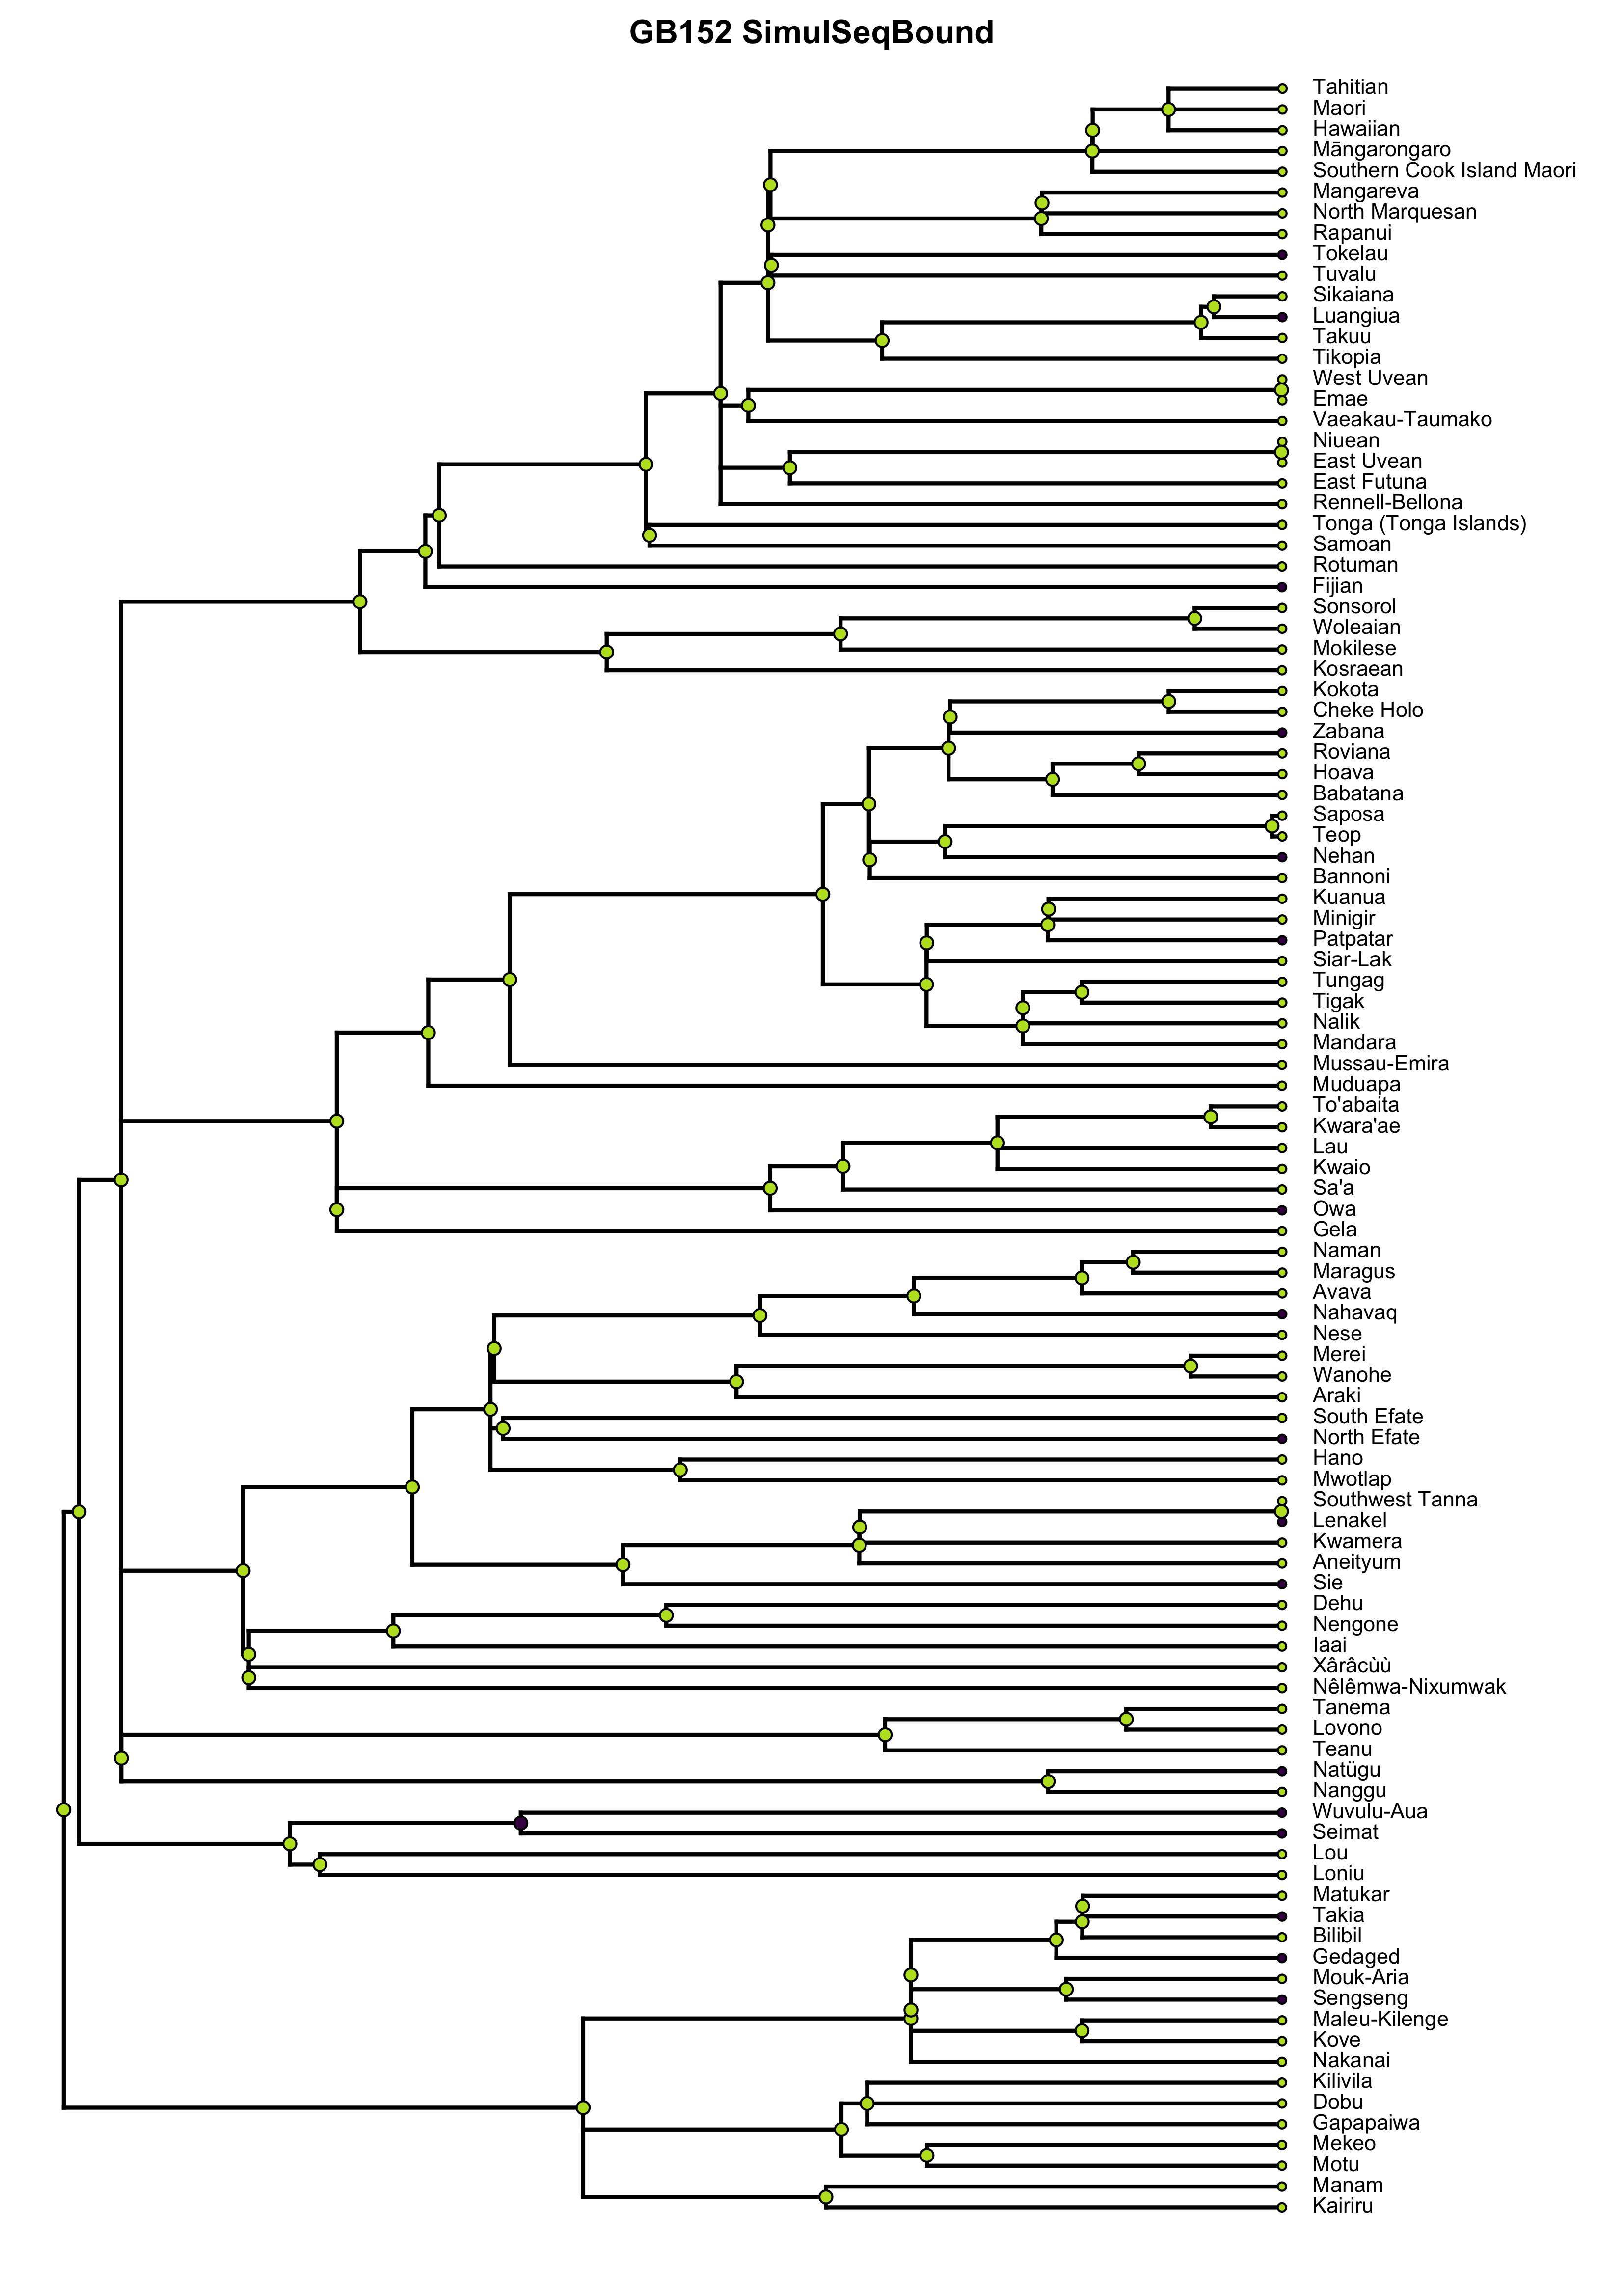 GB152 SimulSeqBound
Tahitian
Maori
Hawaiian
Māngarongaro
Southern Cook Island Maori
Mangareva
North Marquesan
Rapanui
Tokelau
Tuvalu
Sikaiana
Luangiua
Takuu
Tikopia
West Uvean
Emae
Vaeakau-Taumako
Niuean
East Uvean
East Futuna
Rennell-Bellona
Tonga (Tonga Islands)
Samoan
Rotuman
Fijian
Sonsorol
Woleaian
Mokilese
Kosraean
Kokota
Cheke Holo
Zabana
Roviana
Hoava
Babatana
Saposa
Teop
Nehan
Bannoni
Kuanua
Minigir
Patpatar
Siar-Lak
Tungag
Tigak
Nalik
Mandara
Mussau-Emira
Muduapa
To'abaita
Kwara'ae
Lau
Kwaio
Sa'a
Owa
Gela
Naman
Maragus
Avava
Nahavaq
Nese
Merei
Wanohe
Araki
South Efate
North Efate
Hano
Mwotlap
Southwest Tanna
Lenakel
Kwamera
Aneityum
Sie
Dehu
Nengone
Iaai
Xârâcùù
Nêlêmwa-Nixumwak
Tanema
Lovono
Teanu
Natügu
Nanggu
Wuvulu-Aua
Seimat
Lou
Loniu
Matukar
Takia
Bilibil
Gedaged
Mouk-Aria
Sengseng
Maleu-Kilenge
Kove
Nakanai
Kilivila
Dobu
Gapapaiwa
Mekeo
Motu
Manam
Kairiru